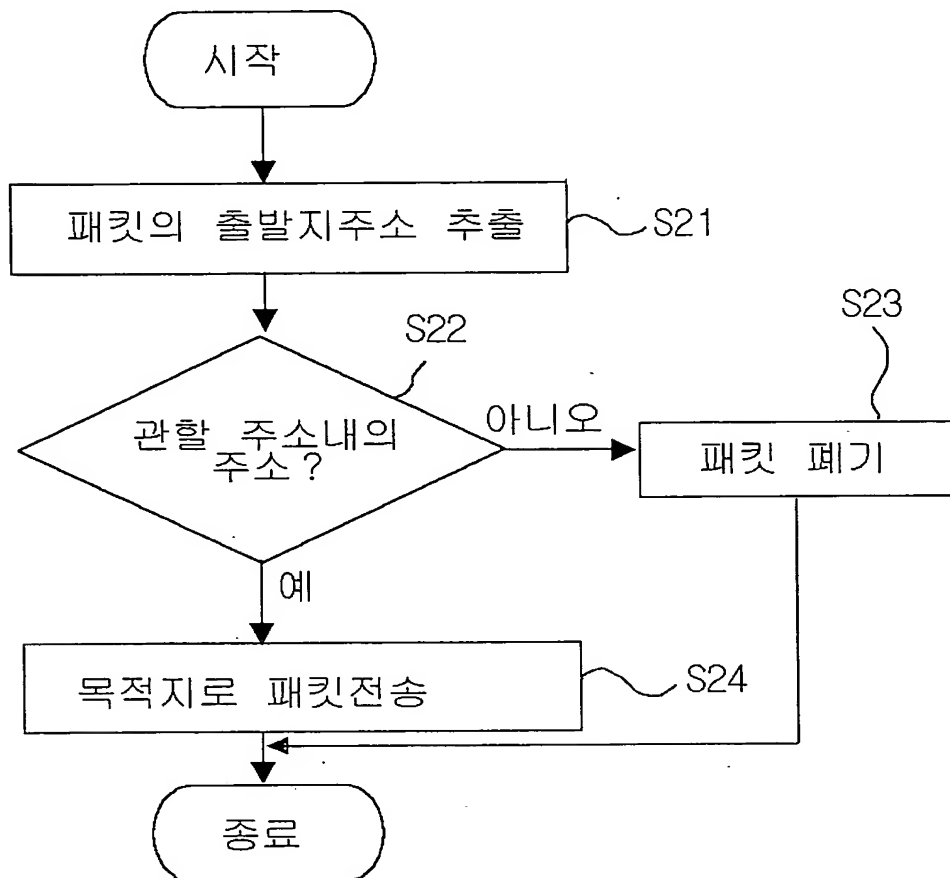 시작
패킷의 출발지주소 추출
S21
S22
S23
관할 주소내의
주소?
아니오
패킷 폐기
예
목적지로 패킷전송
S24
종료